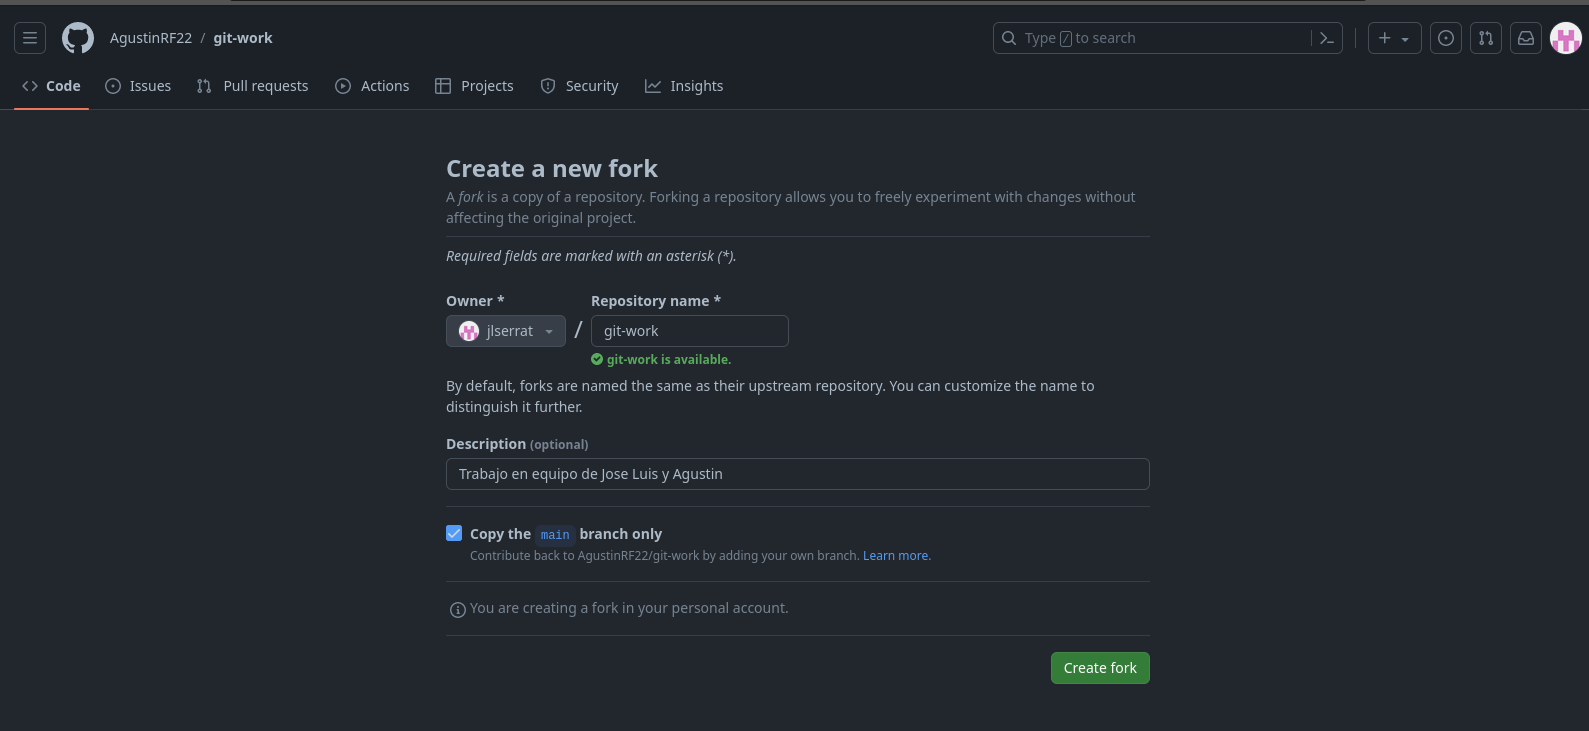 AgustinRF22 / git-work
Type / to search
Code Issues Pull requests Actions Projects Security Insights
Create a new fork
A fork is a copy of a repository. Forking a repository allows you to freely experiment with changes without
affecting the original project.
Required fields are marked with an asterisk (*).
Owner * Repository name *
jlserrat / git-work
git-work is available.
By default, forks are named the same as their upstream repository. You can customize the name to
distinguish it further.
Description (optional)
Trabajo en equipo de Jose Luis y Agustin
Copy the main branch only
Contribute back to AgustinRF22/git-work by adding your own branch. Learn more.
You are creating a fork in your personal account.
Create fork